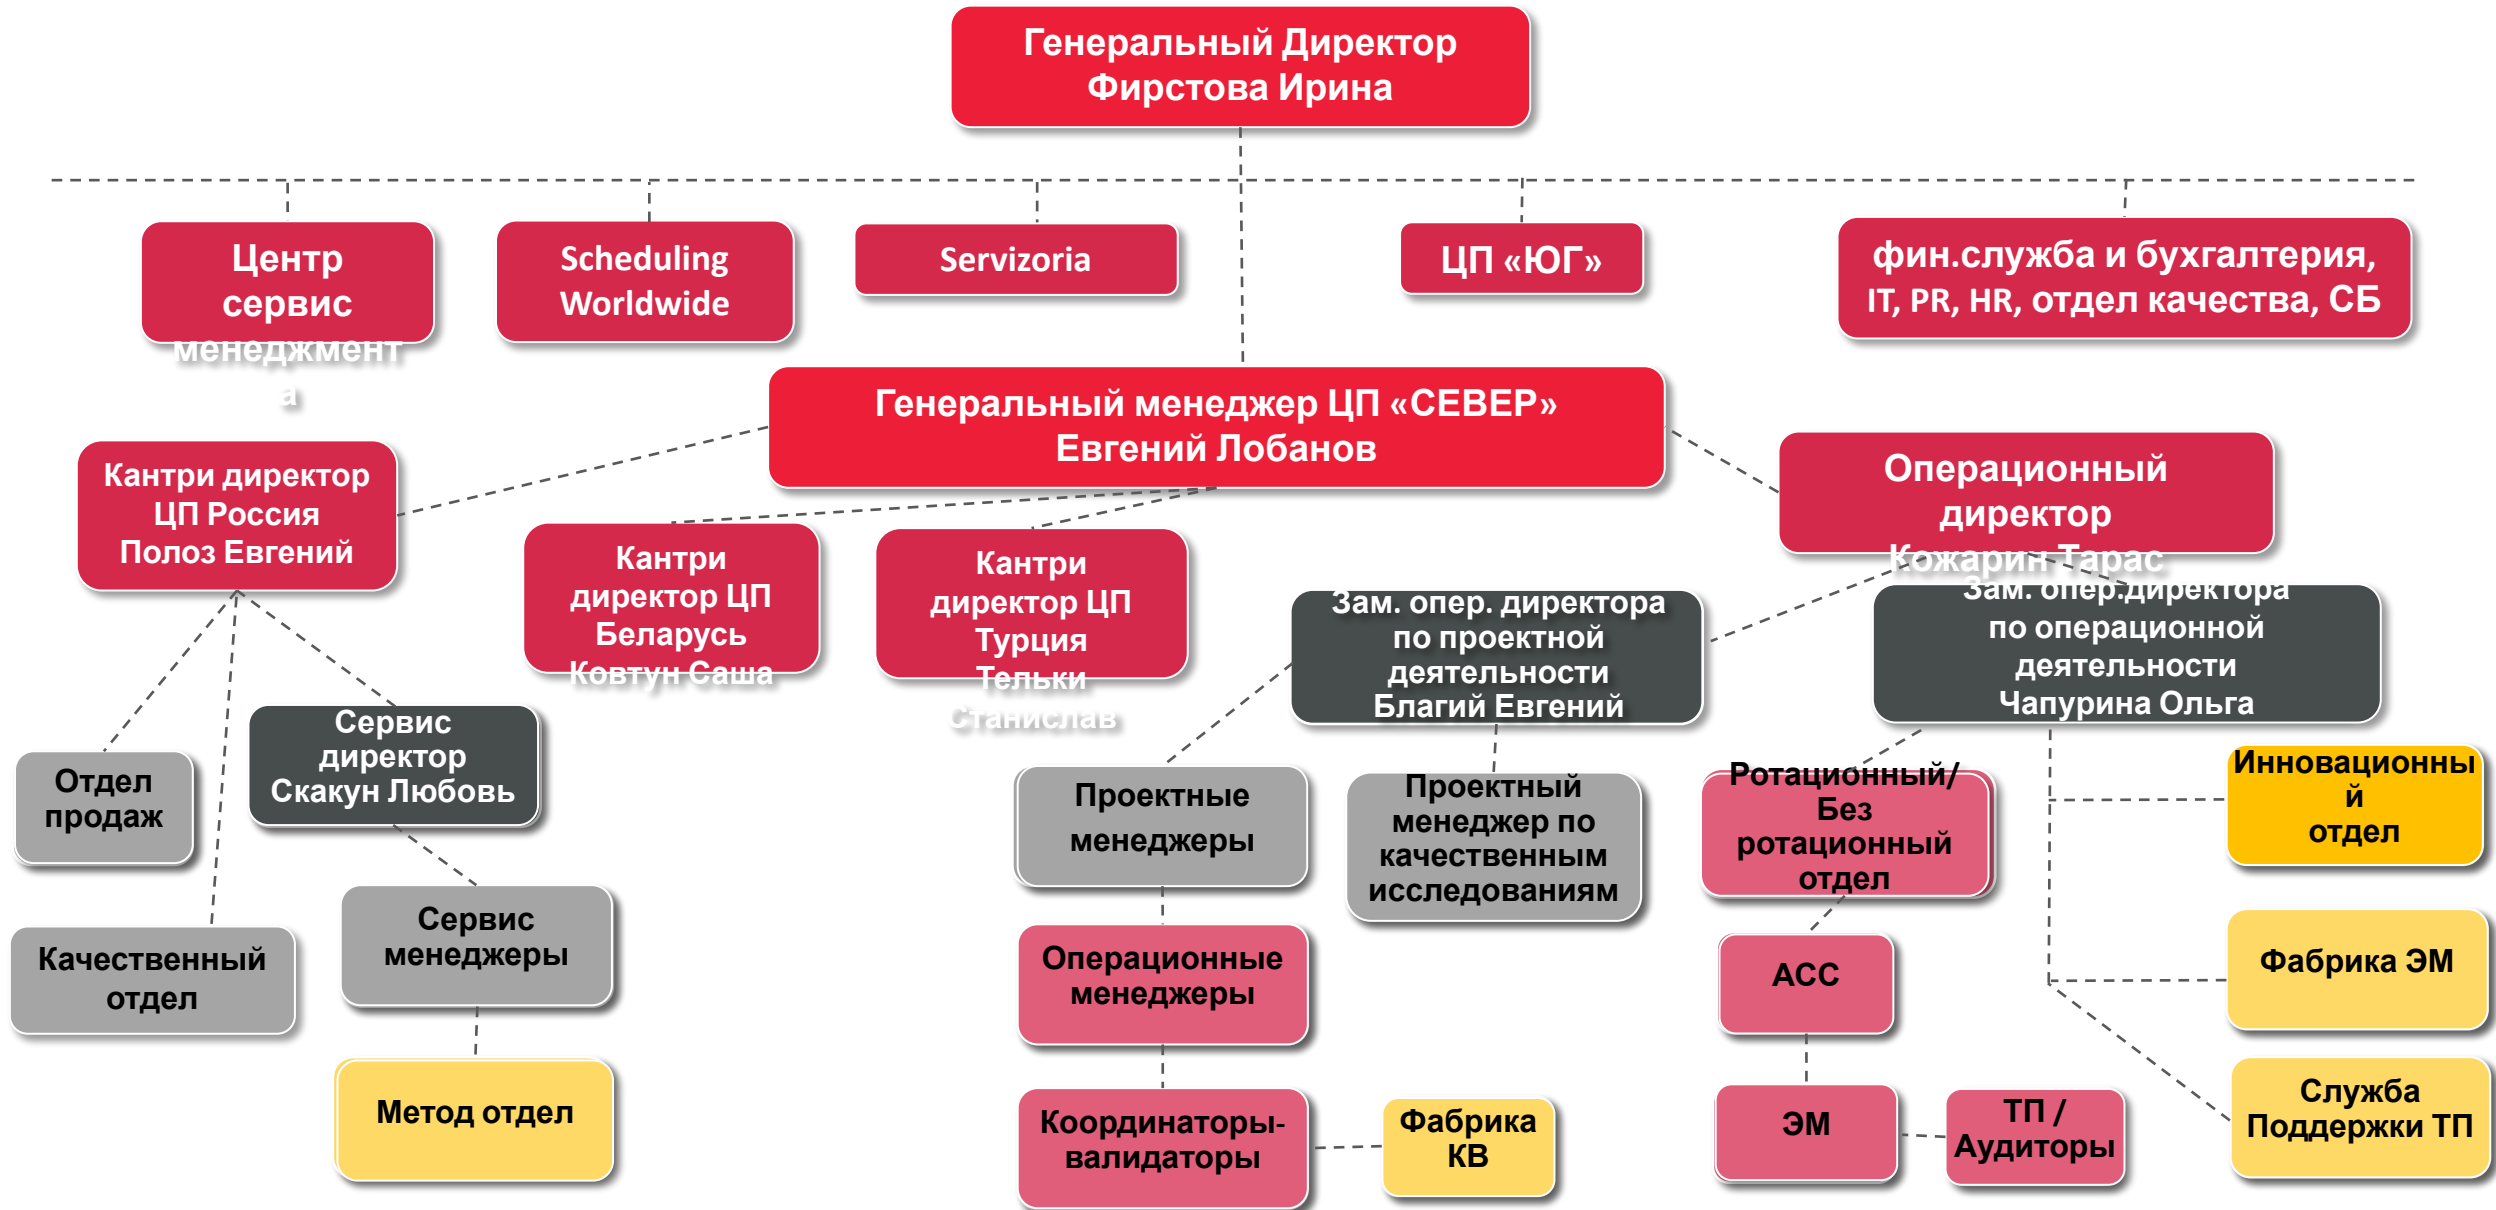 Генеральный Директор
Фирстова Ирина
Центр
сервис
менеджмент
а
Scheduling
Worldwide
Servizoria
ЦП «ЮГ»
фин.служба и бухгалтерия,
IT, PR, HR, отдел качества, СБ
Генеральный менеджер ЦП «СЕВЕР»
Евгений Лобанов
Кантри директор
ЦП Россия
Полоз Евгений
Кантри
директор ЦП
Беларусь
Ковтун Саша
Кантри
директор ЦП
Турция
Тельки
Станислав
Операционный
директор
Кожарин Тарас
Зам. опер. директора
по проектной
деятельности
Благий Евгений
Зам. опер.директора
по операционной
деятельности
Чапурина Ольга
Отдел
продаж
Сервис
директор
Скакун Любовь
Качественный
отдел
Сервис
менеджеры
Метод отдел
Проектные
менеджеры
Проектный
менеджер по
качественным
исследованиям
Операционные
менеджеры
Координаторы-
валидаторы
Фабрика
КВ
Ротационный/
Без
ротационный
отдел
АСС
ЭМ
ТП /
Аудиторы
Инновационны
й
отдел
Фабрика ЭМ
Служба
Поддержки ТП